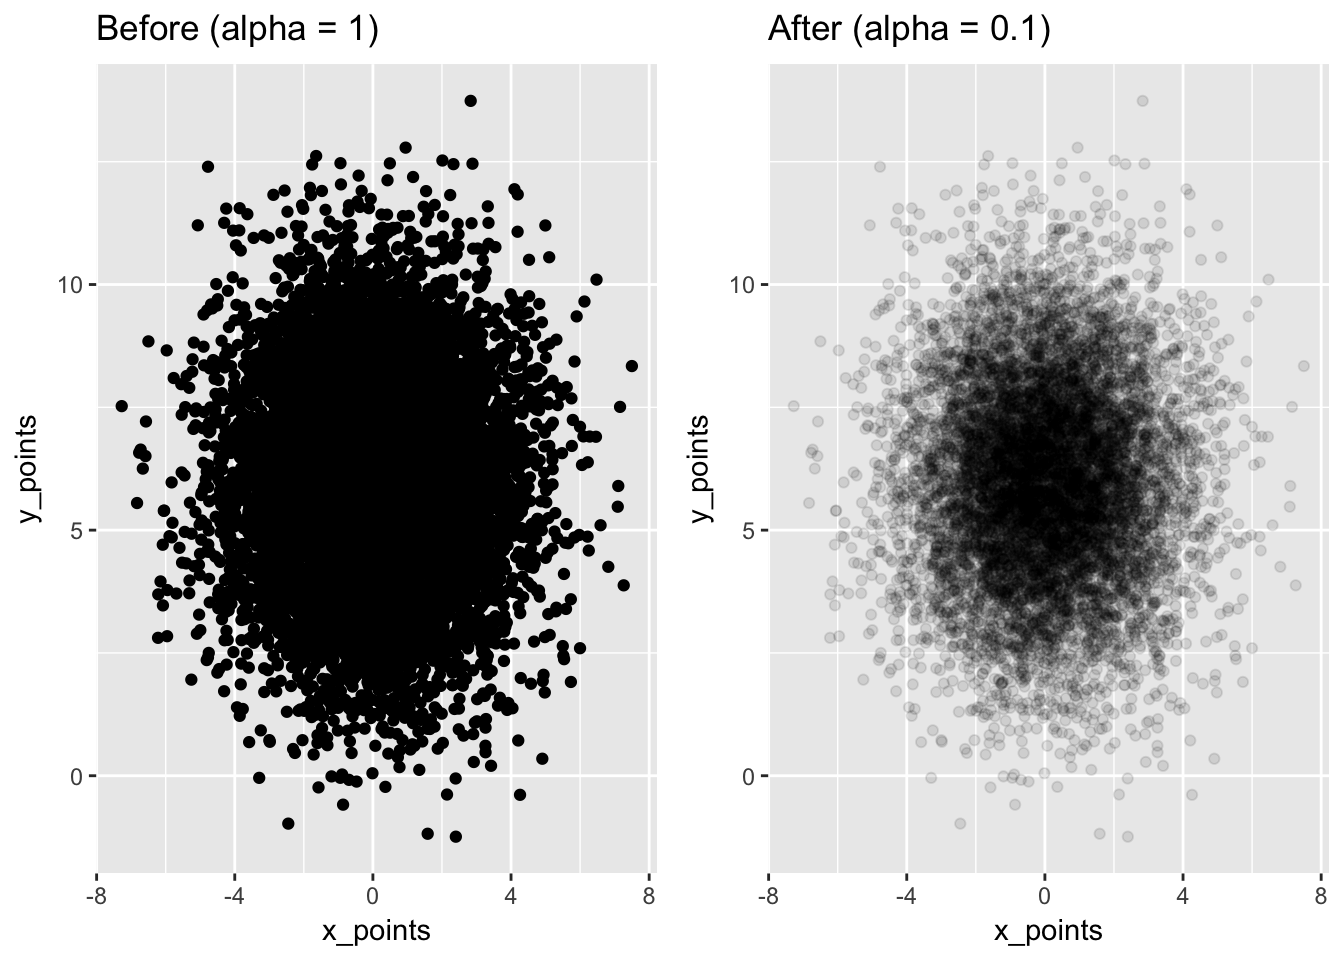 Before (alpha = 1)
y_points
10
5
0
-8 -4 0 4 8
x_points
After (alpha = 0.1)
y_points
10
5
0
-8 -4 0 4 8
x_points